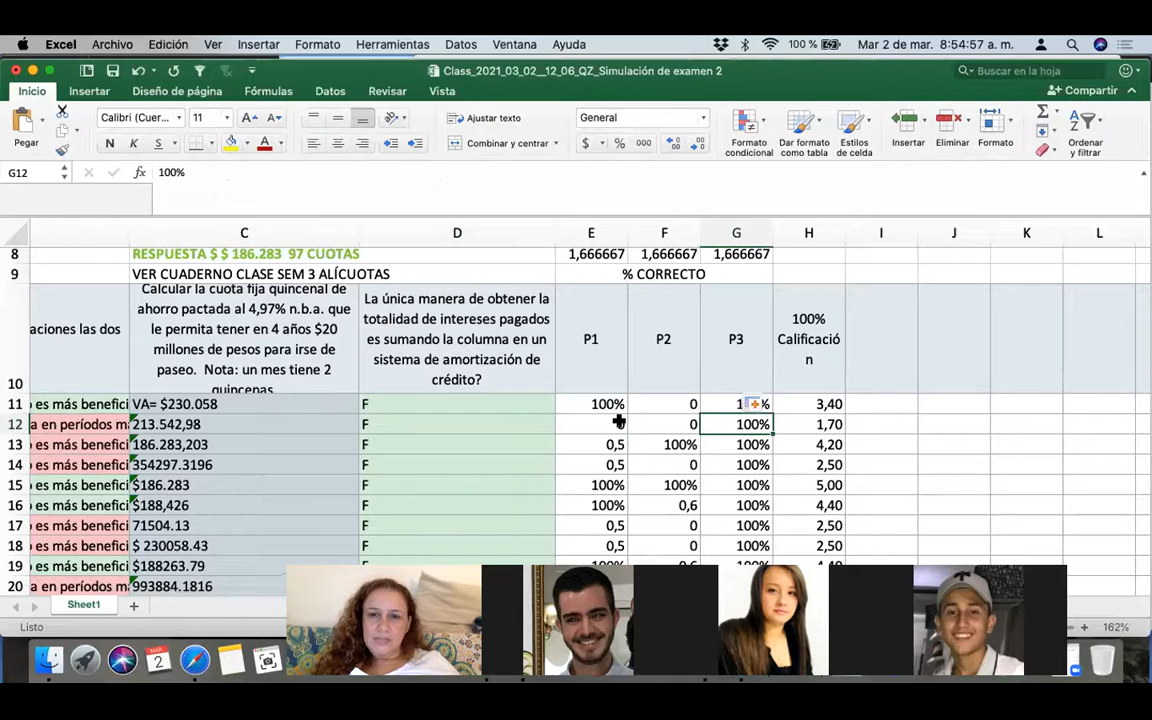 Excel Archivo Edición Ver Insertar Formato Herramientas Datos Ventana Ayuda 100 % Mar 2 de mar. 8:54:57 a. m.
Class_2021_03_02__12_06_QZ_Simulación de examen 2 Buscar en la hoja
Inicio Insertar Diseño de página Fórmulas Datos Revisar Vista Compartir
Calibri (Cuer... 11 A A Ajustar texto General
Pegar N K S A Combinar y centrar $ % 000 Formato condicional Dar formato como tabla Estilos de celda Insertar Eliminar Formato Ordenar y filtrar
G12 fx 100%
C D E F G H I J K L
8 RESPUESTA $ $ 186.283 97 CUOTAS 1,666667 1,666667 1,666667
9 VER CUADERNO CLASE SEM 3 ALÍCUOTAS % CORRECTO
10 aciones las dos
Calcular la cuota fija quincenal de
ahorro pactada al 4,97% n.b.a. que
le permita tener en 4 años $20
millones de pesos para irse de
paseo. Nota: un mes tiene 2
quincenas.
La única manera de obtener la
totalidad de intereses pagados
es sumando la columna en un
sistema de amortización de
crédito?
P1 P2 P3
100%
Calificació
n
11 o es más benefici VA= $230.058 F 100% 0 3,40
12 a en períodos m 213.542,98 F 0 100% 1,70
13 o es más benefici 186.283,203 F 0,5 100% 100% 4,20
14 o es más benefici 354297.3196 F 0,5 0 100% 2,50
15 o es más benefici $186.283 F 100% 100% 100% 5,00
16 o es más benefici $188,426 F 100% 0,6 100% 4,40
17 o es más benefici 71504.13 F 0,5 0 100% 2,50
18 o es más benefici $ 230058.43 F 0,5 0 100% 2,50
19 o es más benefici $188263.79
20 a en períodos m 993884.1816
Sheet1
Listo 162%
MAR
2